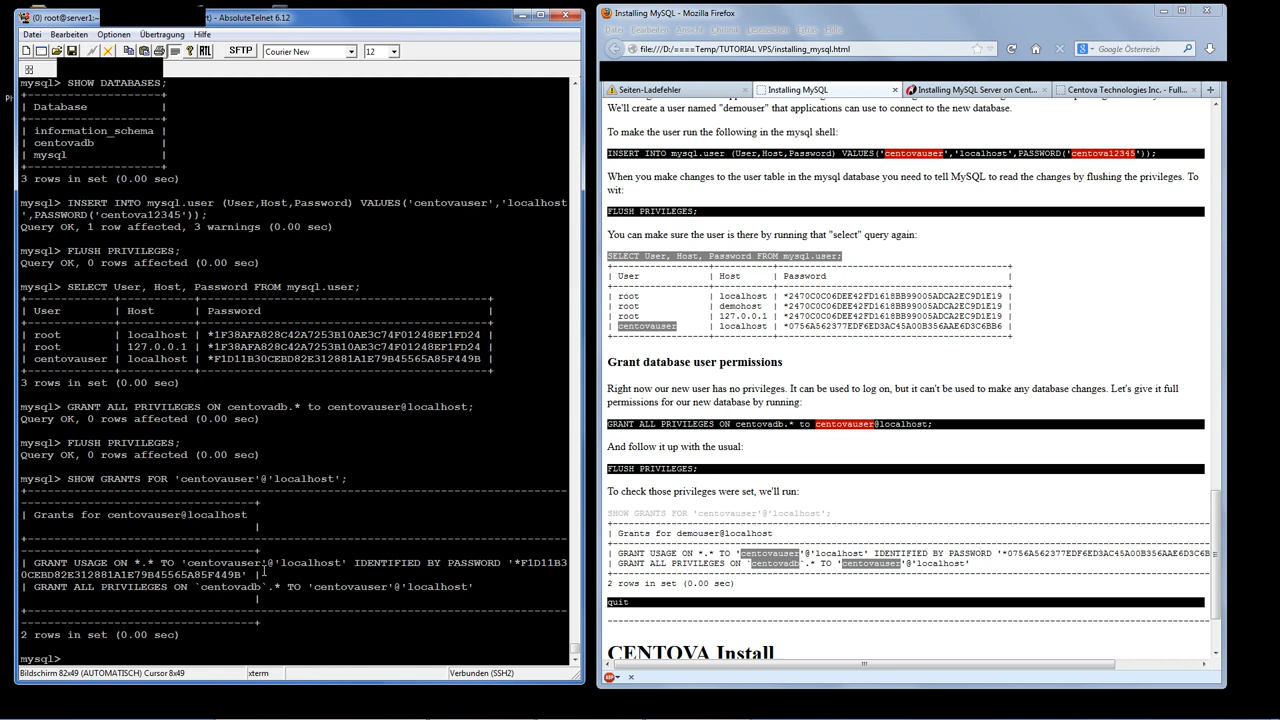 (0) root@server1:~
) - AbsoluteTelnet 6.12
Datei Bearbeiten Optionen Übertragung Hilfe
RTL SFTP Courier New 12
mysql> SHOW DATABASES;
+--------------------+
| Database           |
+--------------------+
| information_schema |
| centovadb          |
| mysql              |
+--------------------+
3 rows in set (0.00 sec)
mysql> INSERT INTO mysql.user (User,Host,Password) VALUES('centovauser','localhost'
,PASSWORD('centova12345'));
Query OK, 1 row affected, 3 warnings (0.00 sec)
mysql> FLUSH PRIVILEGES;
Query OK, 0 rows affected (0.00 sec)
mysql> SELECT User, Host, Password FROM mysql.user;
+-------------+-----------+-------------------------------------------+
| User        | Host      | Password                                  |
+-------------+-----------+-------------------------------------------+
| root        | localhost | *1F38AFA828C42A7253B10AE3C74F01248EF1FD24 |
| root        | 127.0.0.1 | *1F38AFA828C42A7253B10AE3C74F01248EF1FD24 |
| centovauser | localhost | *F1D11B30CEBD82E312881A1E79B45565A85F449B |
+-------------+-----------+-------------------------------------------+
3 rows in set (0.00 sec)
mysql> GRANT ALL PRIVILEGES ON centovadb.* to centovauser@localhost;
Query OK, 0 rows affected (0.00 sec)
mysql> FLUSH PRIVILEGES;
Query OK, 0 rows affected (0.00 sec)
mysql> SHOW GRANTS FOR 'centovauser'@'localhost';
| Grants for centovauser@localhost
|
| GRANT USAGE ON *.* TO 'centovauser'@'localhost' IDENTIFIED BY PASSWORD '*F1D11B3
0CEBD82E312881A1E79B45565A85F449B' |
| GRANT ALL PRIVILEGES ON `centovadb`.* TO 'centovauser'@'localhost'
|
2 rows in set (0.00 sec)
mysql>
Bildschirm 82x49 (AUTOMATISCH) Cursor 8x49 xterm Verbunden (SSH2)
Installing MySQL - Mozilla Firefox
Datei Bearbeiten Ansicht Chronik Lesezeichen Extras Hilfe
file:///D:/====Temp/TUTORIAL VPS/installing_mysql.html
Google Österreich
Seiten-Ladefehler
Installing MySQL
Installing MySQL Server on Cent...
Centova Technologies Inc. - Full...
We'll create a user named "demouser" that applications can use to connect to the new database.
To make the user run the following in the mysql shell:
INSERT INTO mysql.user (User,Host,Password) VALUES('centovauser','localhost',PASSWORD('centova12345'));
When you make changes to the user table in the mysql database you need to tell MySQL to read the changes by flushing the privileges. To
wit:
FLUSH PRIVILEGES;
You can make sure the user is there by running that "select" query again:
SELECT User, Host, Password FROM mysql.user;
| User | Host | Password
| root | localhost | *2470C0C06DEE42FD1618BB99005ADCA2EC9D1E19 |
| root | demohost | *2470C0C06DEE42FD1618BB99005ADCA2EC9D1E19 |
| root | 127.0.0.1 | *2470C0C06DEE42FD1618BB99005ADCA2EC9D1E19 |
| centovauser | localhost | *0756A562377EDF6ED3AC45A00B356AAE6D3C6BB6 |
Grant database user permissions
Right now our new user has no privileges. It can be used to log on, but it can't be used to make any database changes. Let's give it full
permissions for our new database by running:
GRANT ALL PRIVILEGES ON centovadb.* to centovauser@localhost;
And follow it up with the usual:
FLUSH PRIVILEGES;
To check those privileges were set, we'll run:
SHOW GRANTS FOR 'centovauser'@'localhost';
| Grants for demouser@localhost
| GRANT USAGE ON *.* TO 'centovauser'@'localhost' IDENTIFIED BY PASSWORD '*0756A562377EDF6ED3AC45A00B356AAE6D3C6B
| GRANT ALL PRIVILEGES ON `centovadb`.* TO 'centovauser'@'localhost'
2 rows in set (0.00 sec)
quit
CENTOVA Install